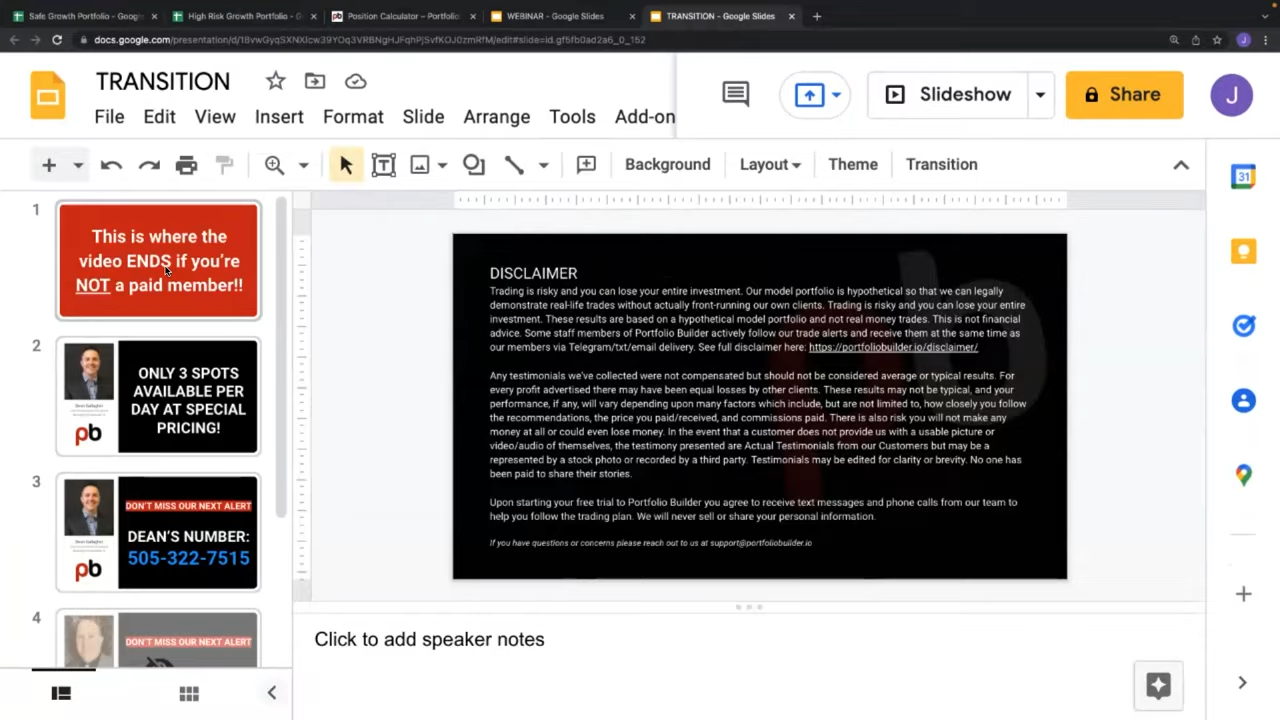 Safe Growth Portfolio - Google
High Risk Growth Portfolio - G
Position Calculator – Portfolio
WEBINAR - Google Slides
TRANSITION - Google Slides
TRANSITION
File Edit View Insert Format Slide Arrange Tools Add-on
Slideshow
Share
J
Background Layout Theme Transition
31
1
This is where the
video ENDS if you're
NOT a paid member!!
2
ONLY 3 SPOTS
AVAILABLE PER
DAY AT SPECIAL
PRICING!
pb
3
DON'T MISS OUR NEXT ALERT
DEAN'S NUMBER:
505-322-7515
pb
4
DON'T MISS OUR NEXT ALERT
DISCLAIMER
Trading is risky and you can lose your entire investment. Our model portfolio is hypothetical so that we can legally
demonstrate real-life trades without actually front-running our own clients. Trading is risky and you can lose your entire
investment. These results are based on a hypothetical model portfolio and not real money trades. This is not financial
advice. Some staff members of Portfolio Builder actively follow our trade alerts and receive them at the same time as
our members via Telegram/txt/email delivery. See full disclaimer here: https://portfoliobuilder.io/disclaimer/
Any testimonials we've collected were not compensated but should not be considered average or typical results. For
every profit advertised there may have been equal losses by other clients. These results may not be typical, and your
performance, if any, will vary depending upon many factors which include, but are not limited to, how closely you follow
the recommendations, the price you paid/received, and commissions paid. There is also risk you will not make any
money at all or could even lose money. In the event that a customer does not provide us with a usable picture or
video/audio of themselves, the testimony presented are Actual Testimonials from our Customers but may be a
represented by a stock photo or recorded by a third party. Testimonials may be edited for clarity or brevity. No one has
been paid to share their stories.
Upon starting your free trial to Portfolio Builder you agree to receive text messages and phone calls from our team to
help you follow the trading plan. We will never sell or share your personal information.
If you have questions or concerns please reach out to us at support@portfoliobuilder.io
Click to add speaker notes